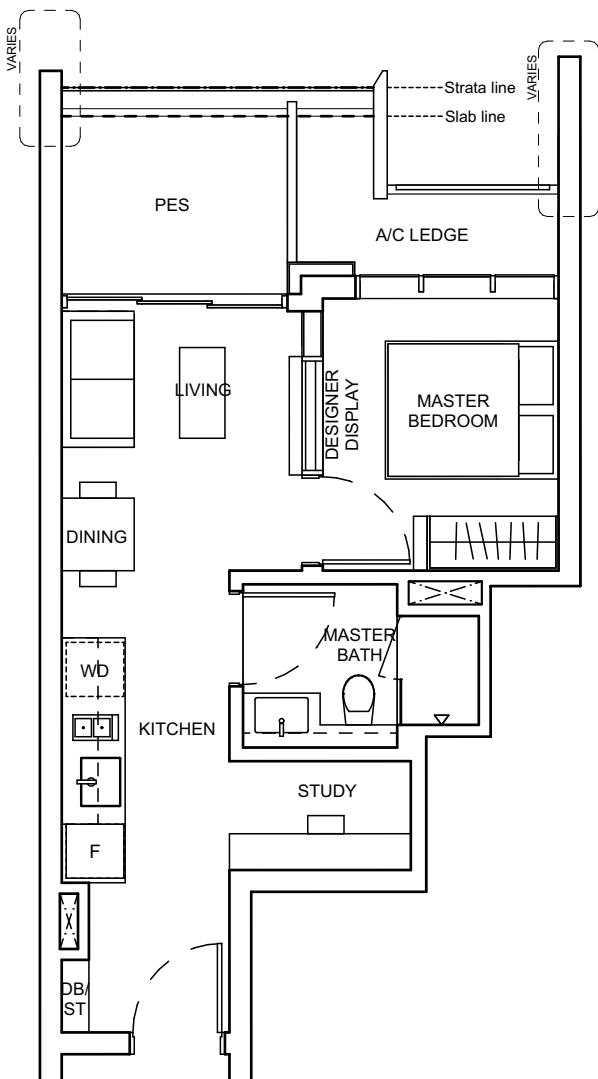 VARIES
VARIES
Strata line
Slab line
PES
A/C LEDGE
LIVING
DESIGNER
DISPLAY
MASTER
BEDROOM
DINING
MASTER
BATH
WD
KITCHEN
STUDY
F
DB/
ST